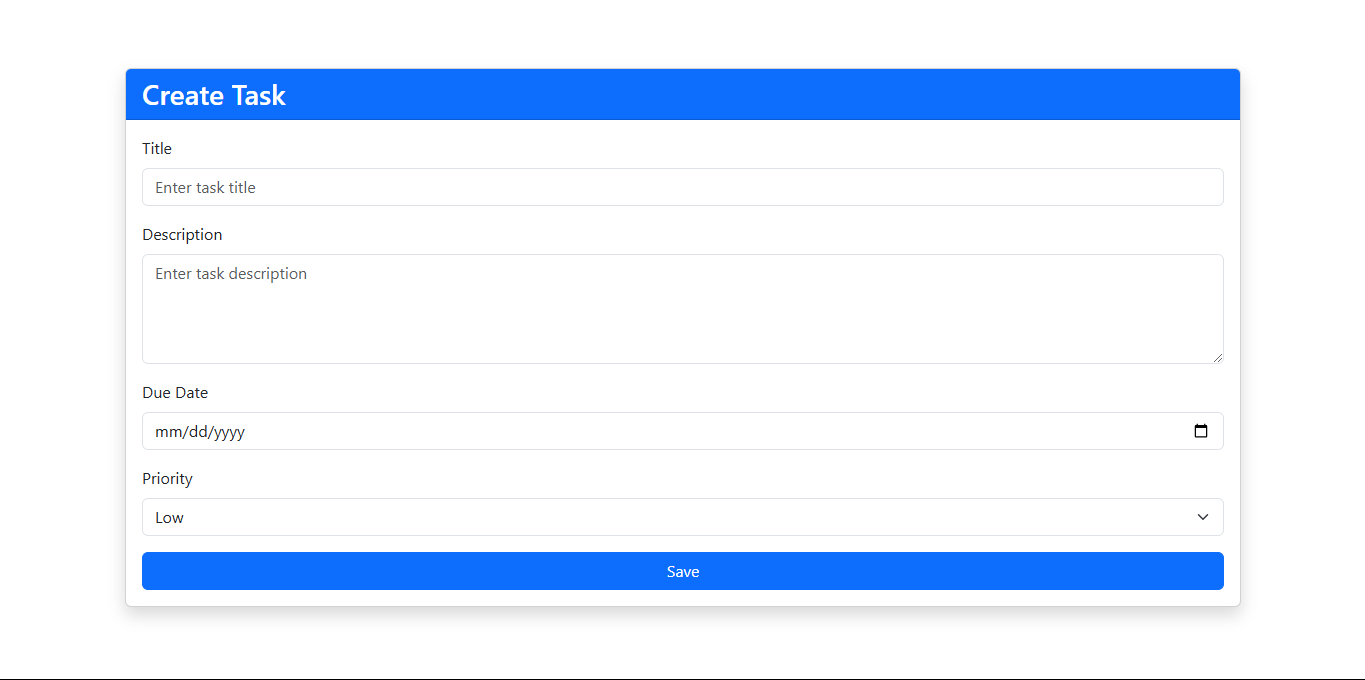 Create Task
Title
Enter task title
Description
Enter task description
Due Date
mm/dd/yyyy
Priority
Low
Save